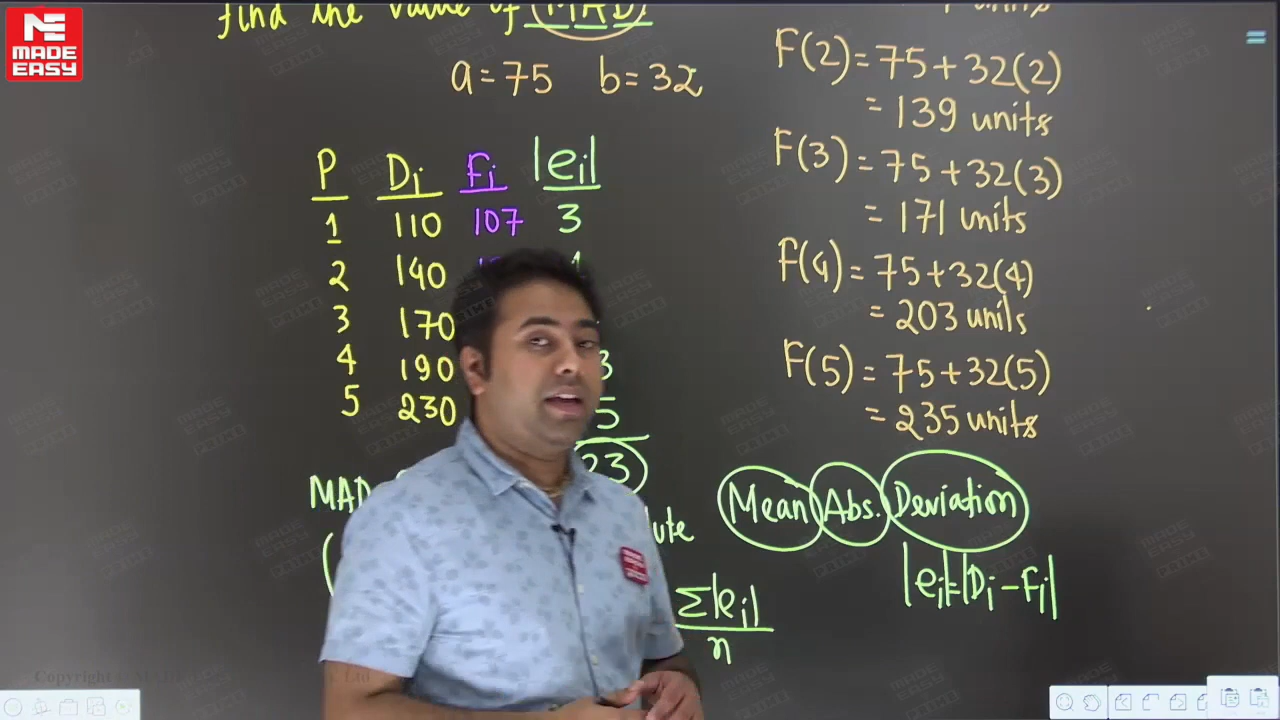 ME
MADE
EASY
find the value of (MAD)
a=75 b=32
P Di Fi |ei|
1 110 107 3
2 140
3 170
4 190 3
5 230 5
23
MAD
Σ|ei|
n
F(2)=75+32(2)
= 139 units
F(3)=75+32(3)
= 171 units
F(4)=75+32(4)
= 203 units
F(5)=75+32(5)
= 235 units
Mean Abs. Deviation
|ei|=|Di-Fi|